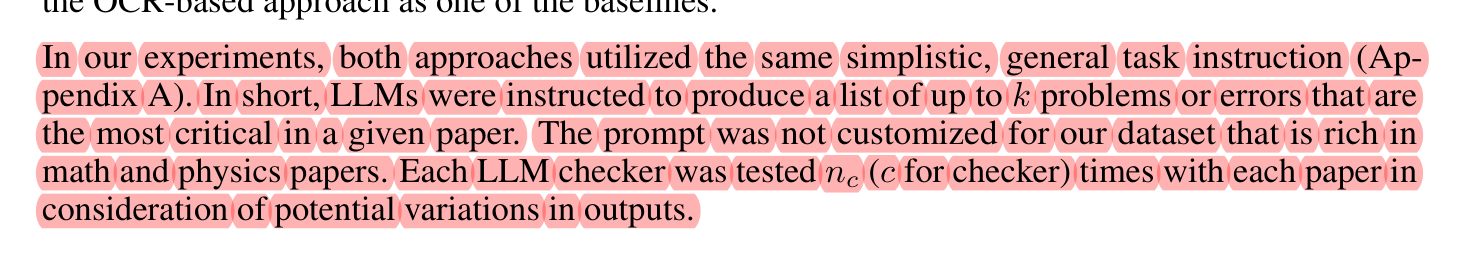 the OCR-based approach as one of the baselines.
In our experiments, both approaches utilized the same simplistic, general task instruction (Ap-
pendix A). In short, LLMs were instructed to produce a list of up to k problems or errors that are
the most critical in a given paper. The prompt was not customized for our dataset that is rich in
math and physics papers. Each LLM checker was tested n_c (c for checker) times with each paper in
consideration of potential variations in outputs.